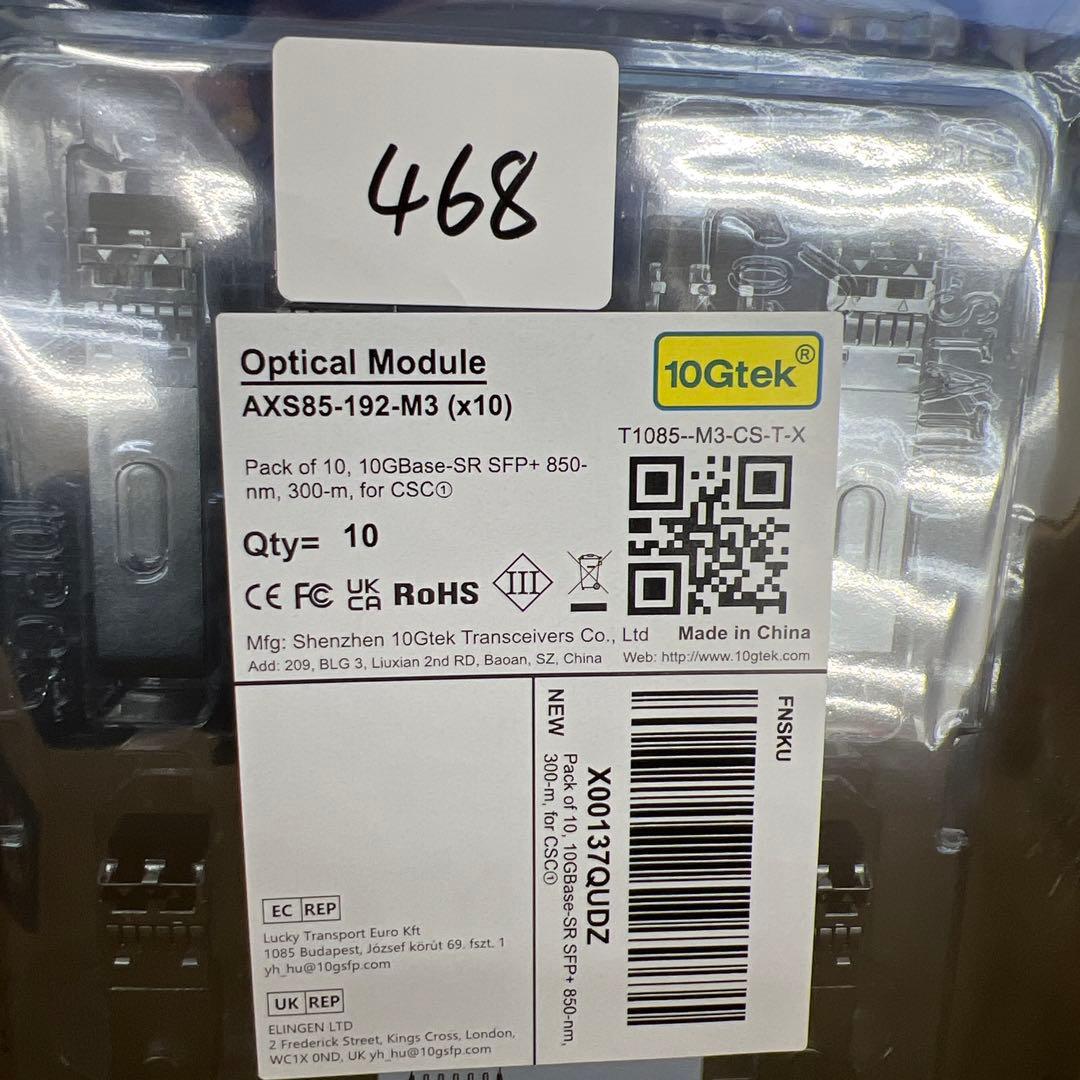 468
Optical Module
10Gtek®
AXS85-192-M3 (x10)
T1085--M3-CS-T-X
Pack of 10, 10GBase-SR SFP+ 850-
nm, 300-m, for CSC①
Qty= 10
CE FC UK
CA RoHS III
Mfg: Shenzhen 10Gtek Transceivers Co., Ltd Made in China
Add: 209, BLG 3, Liuxian 2nd RD, Baoan, SZ, China Web: http://www.10gtek.com
FNSKU
X00137QUDZ
NEW Pack of 10, 10GBase-SR SFP+ 850-nm,
300-m, for CSC①
EC REP
Lucky Transport Euro Kft
1085 Budapest, József körút 69. fszt. 1
yh_hu@10gsfp.com
UK REP
ELINGEN LTD
2 Frederick Street, Kings Cross, London,
WC1X 0ND, UK yh_hu@10gsfp.com